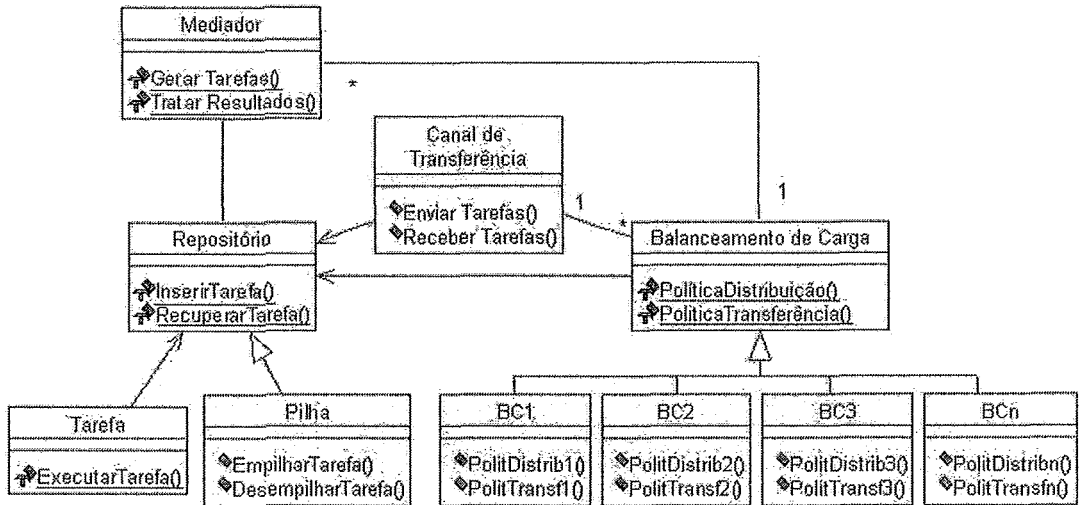 Mediador
Gerar Tarefas()
Tratar Resultados()
*
Canal de
Transferência
Enviar Tarefas()
Receber Tarefas()
1
*
1
Repositório
InserirTarefa()
RecuperarTarefa()
Balanceamento de Carga
PolíticaDistribuição()
PolíticaTransferência()
Tarefa
ExecutarTarefa()
Pilha
EmpilharTarefa()
DesempilharTarefa()
BC1
PolitDistrib1()
PolitTransf1()
BC2
PolitDistrib2()
PolitTransf2()
BC3
PolitDistrib3()
PolitTransf3()
BCn
PolitDistribn()
PolitTransfn()